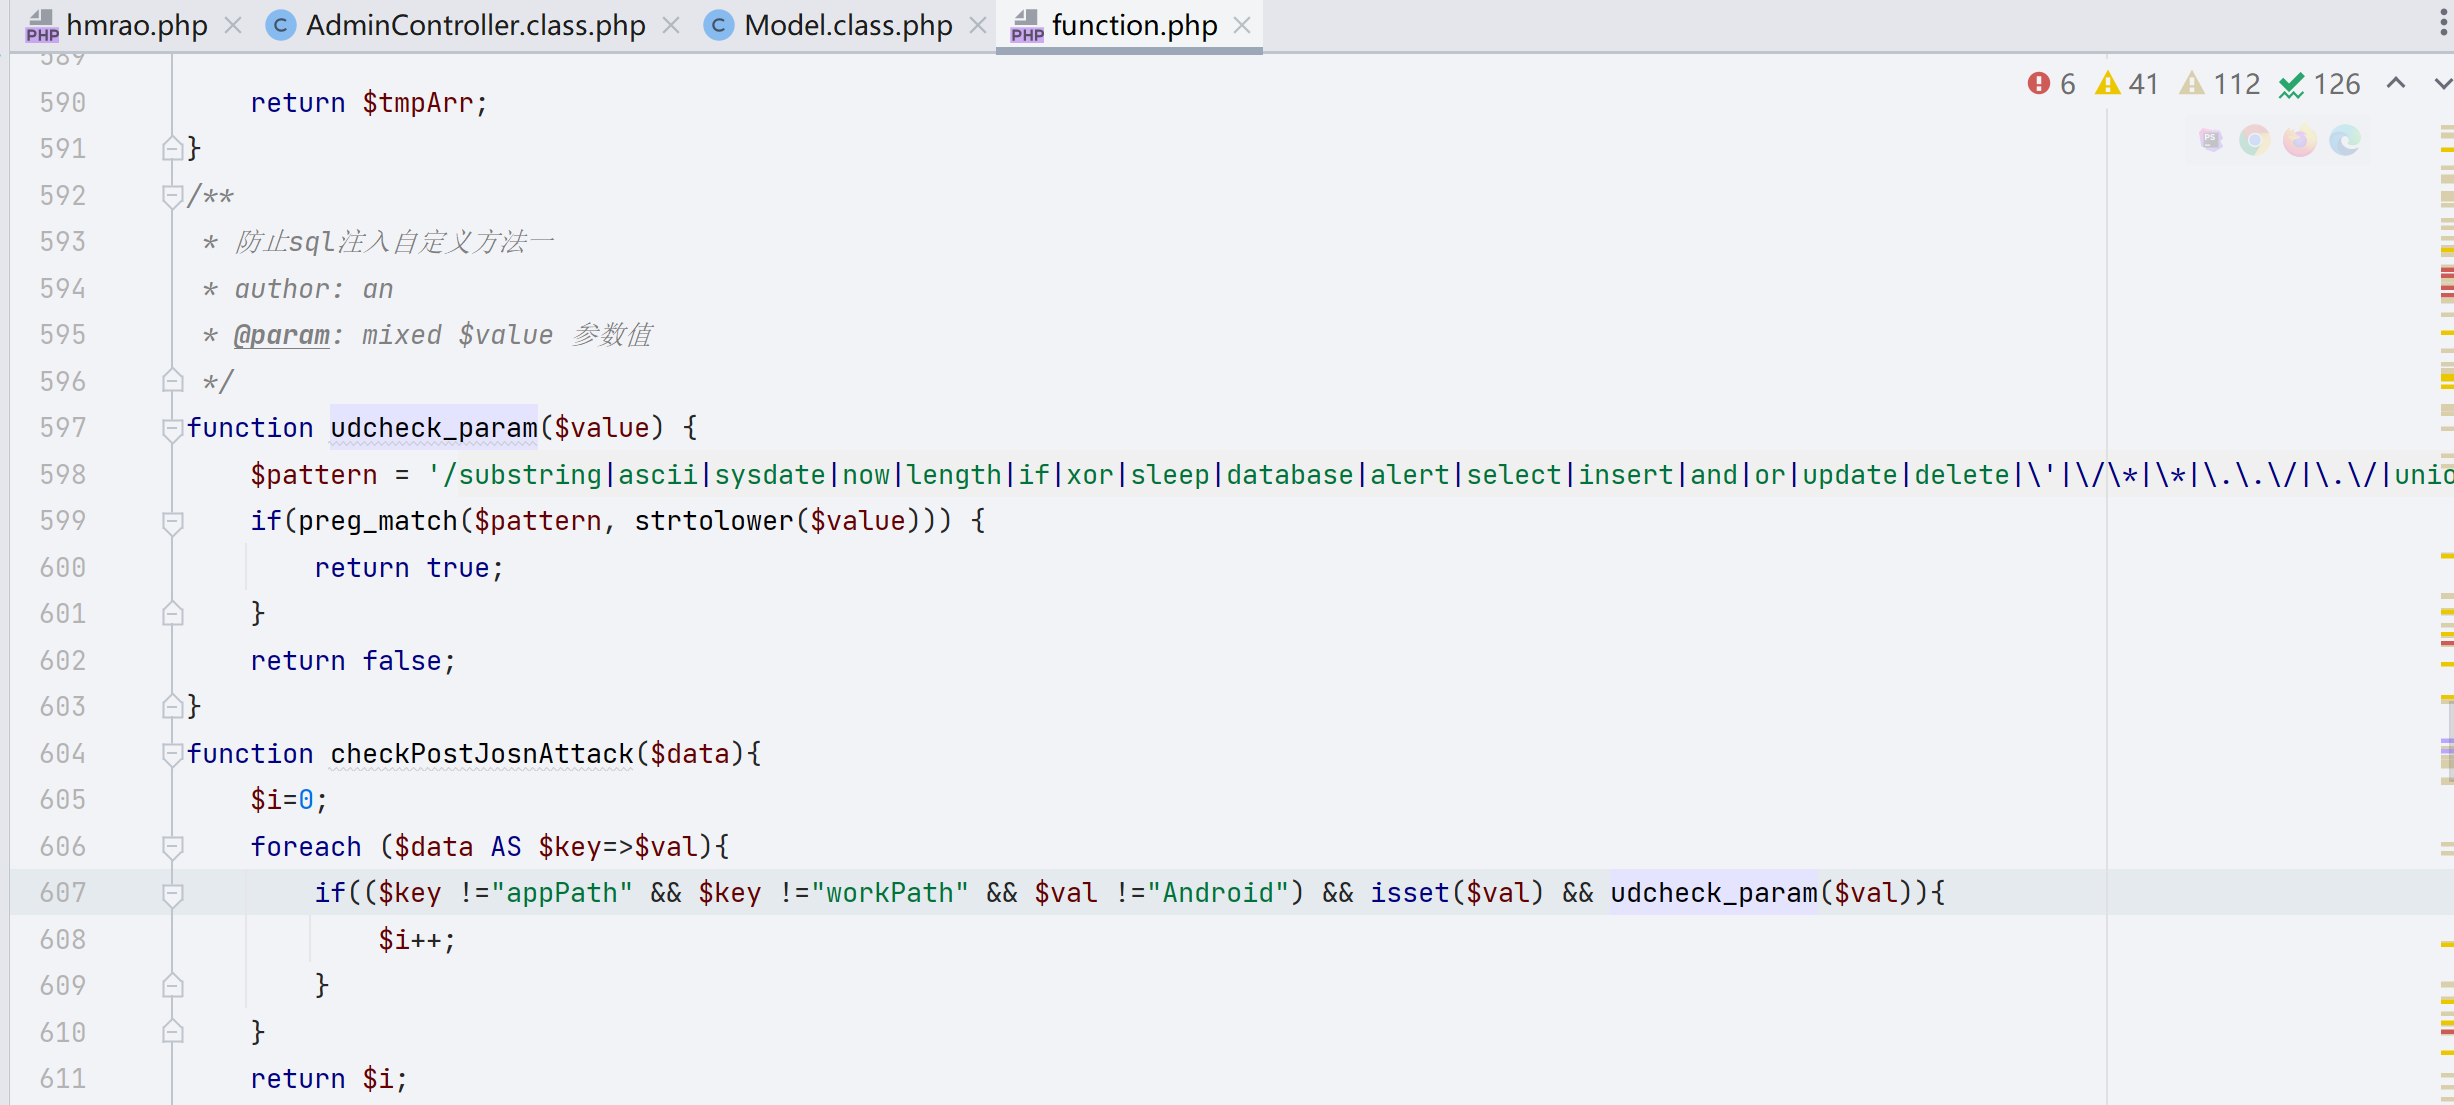 hmrao.php AdminController.class.php Model.class.php function.php
589
6 41 112 126
590 return $tmpArr;
591 }
592 /**
593 * 防止sql注入自定义方法一
594 * author: an
595 * @param: mixed $value 参数值
596 */
597 function udcheck_param($value) {
598 $pattern = '/substring|ascii|sysdate|now|length|if|xor|sleep|database|alert|select|insert|and|or|update|delete|\'|\/\*|\*|\.\.\/|\.\/|unio
599 if(preg_match($pattern, strtolower($value))) {
600 return true;
601 }
602 return false;
603 }
604 function checkPostJosnAttack($data){
605 $i=0;
606 foreach ($data AS $key=>$val){
607 if(($key !="appPath" && $key !="workPath" && $val !="Android") && isset($val) && udcheck_param($val)){
608 $i++;
609 }
610 }
611 return $i;